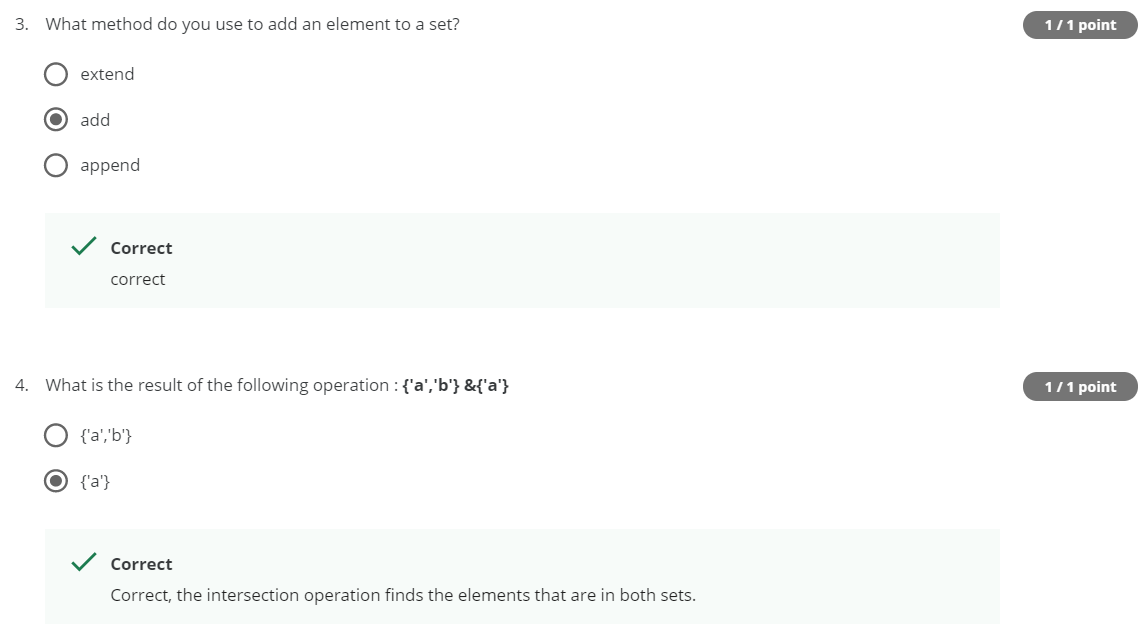 3. What method do you use to add an element to a set?
1 / 1 point
extend
add
append
Correct
correct
4. What is the result of the following operation : {'a','b'} &{'a'}
1 / 1 point
{'a','b'}
{'a'}
Correct
Correct, the intersection operation finds the elements that are in both sets.